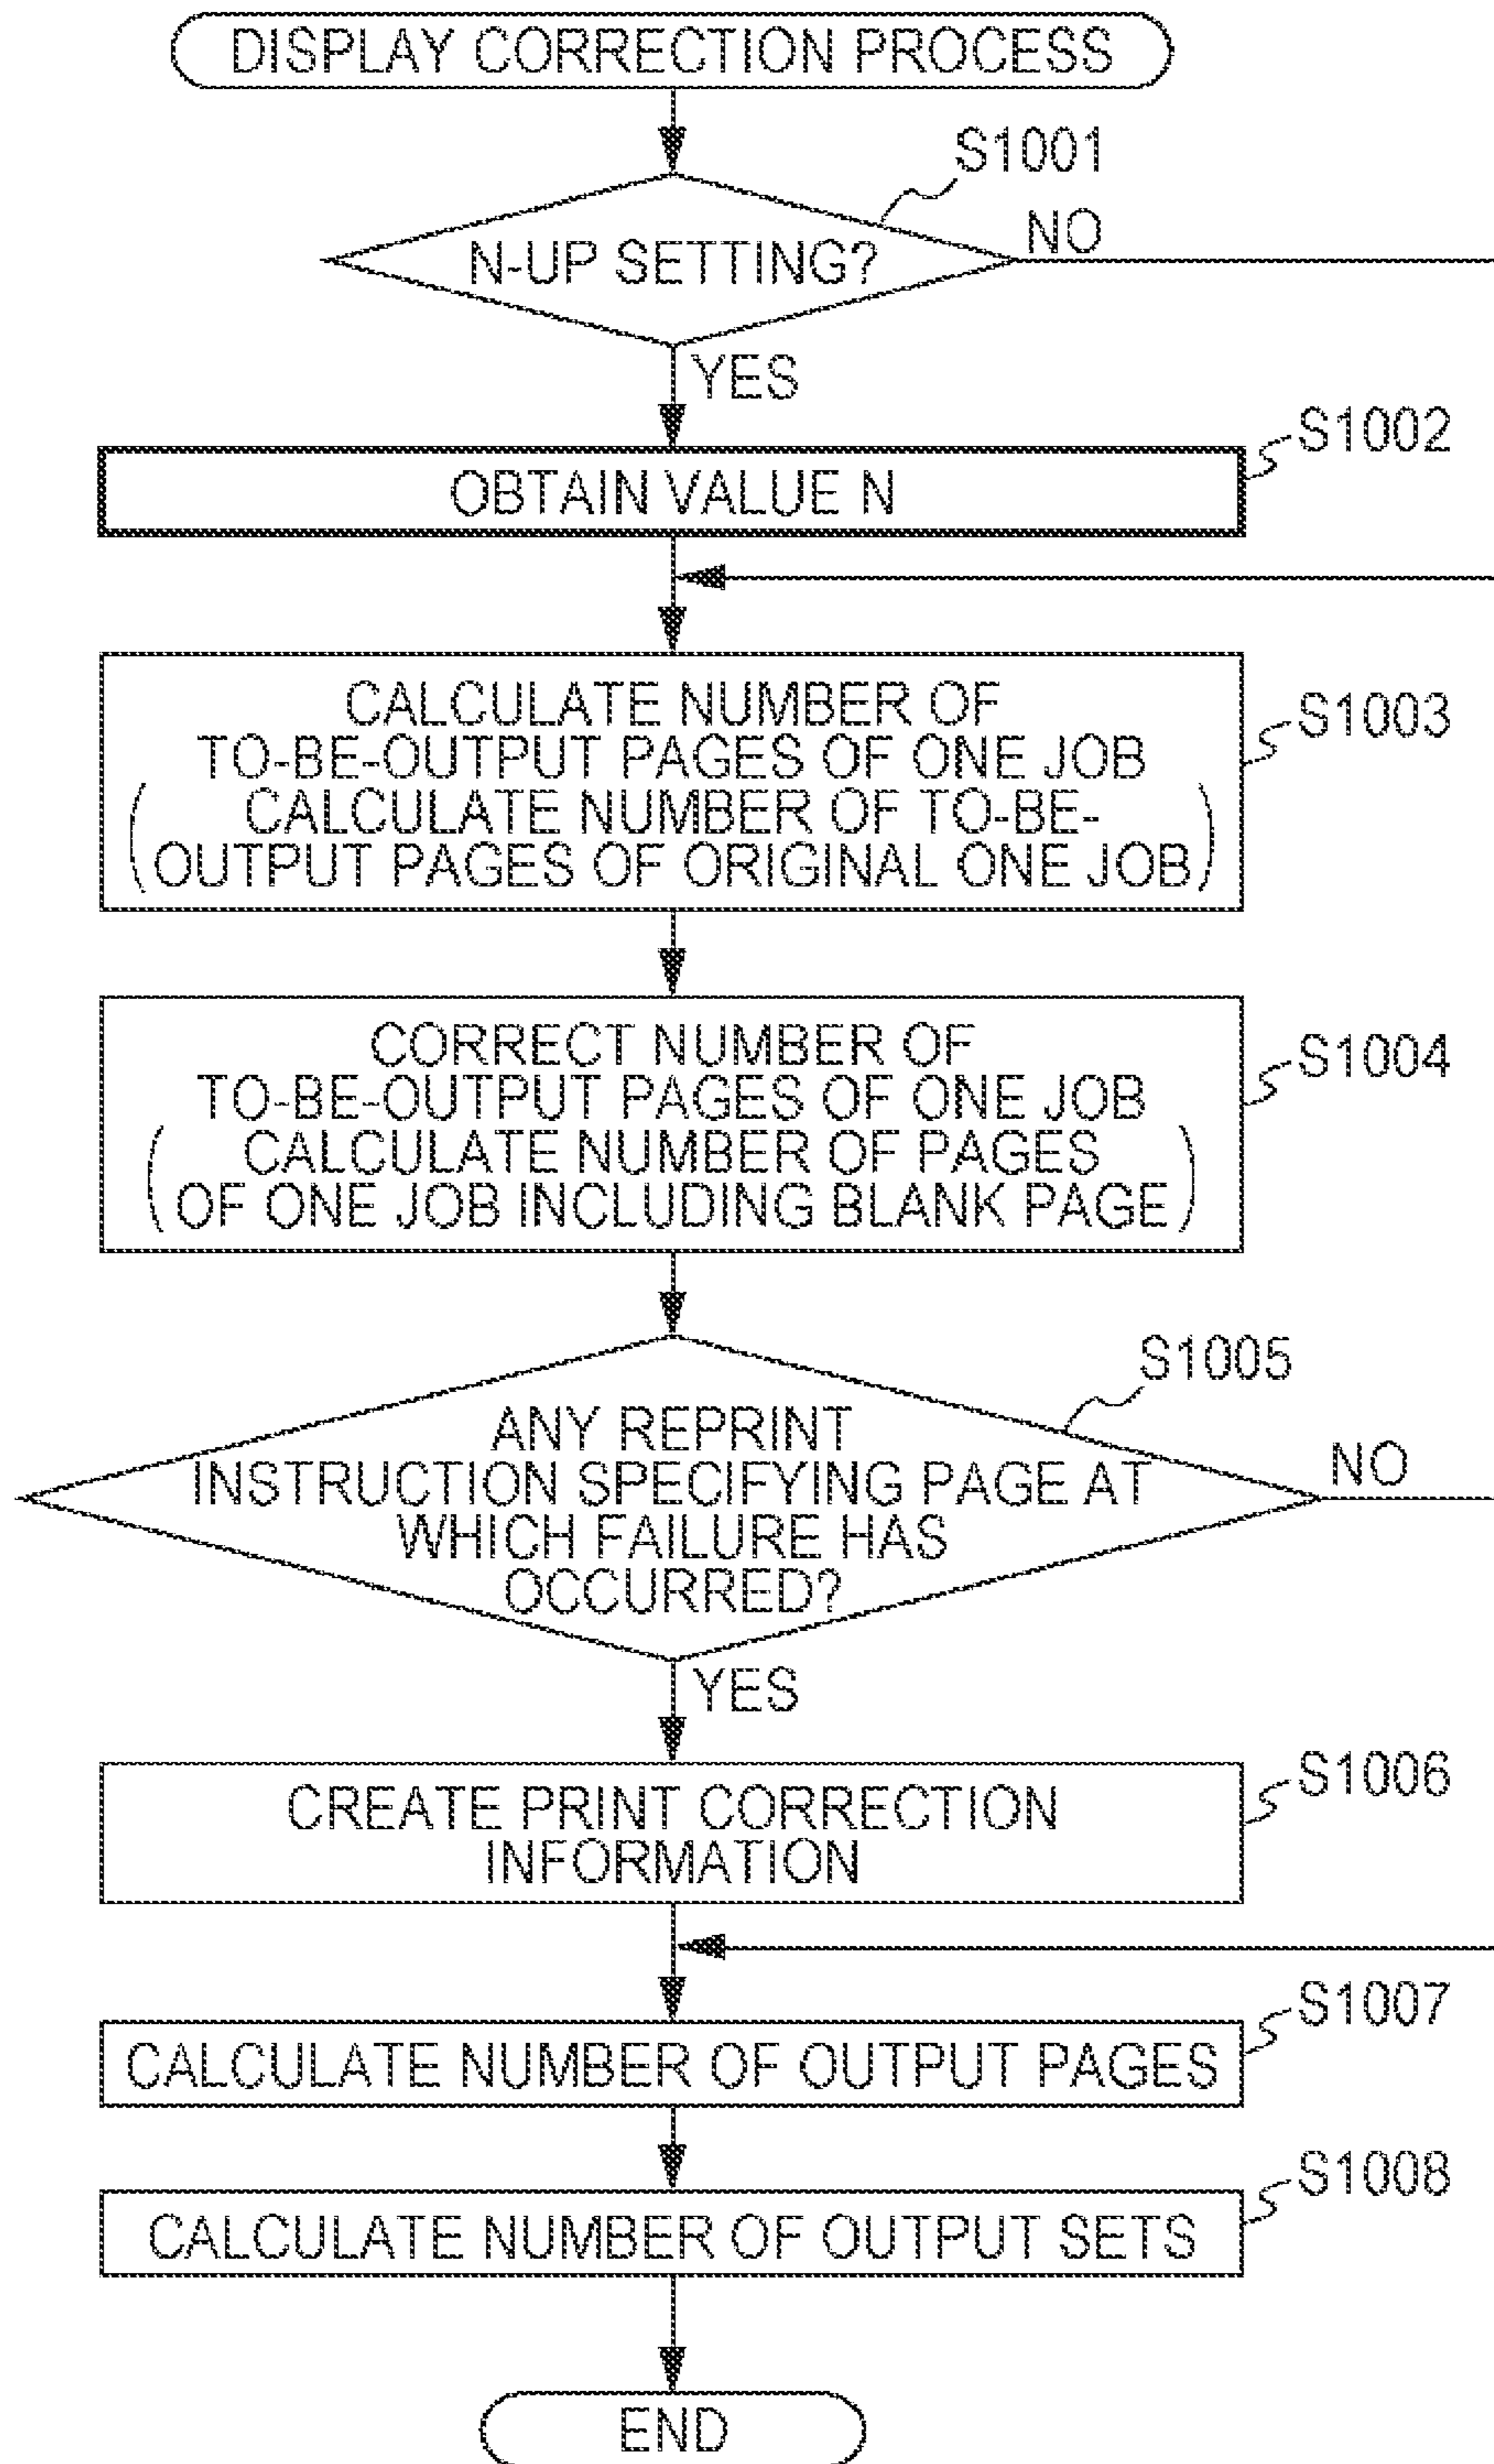 DISPLAY CORRECTION PROCESS
S1001
N-UP SETTING?
NO
YES
S1002
OBTAIN VALUE N
S1003
CALCULATE NUMBER OF
TO-BE-OUTPUT PAGES OF ONE JOB
(CALCULATE NUMBER OF TO-BE-
OUTPUT PAGES OF ORIGINAL ONE JOB)
S1004
CORRECT NUMBER OF
TO-BE-OUTPUT PAGES OF ONE JOB
(CALCULATE NUMBER OF PAGES
OF ONE JOB INCLUDING BLANK PAGE)
S1005
ANY REPRINT
INSTRUCTION SPECIFYING PAGE AT
WHICH FAILURE HAS
OCCURRED?
NO
YES
S1006
CREATE PRINT CORRECTION
INFORMATION
S1007
CALCULATE NUMBER OF OUTPUT PAGES
S1008
CALCULATE NUMBER OF OUTPUT SETS
END